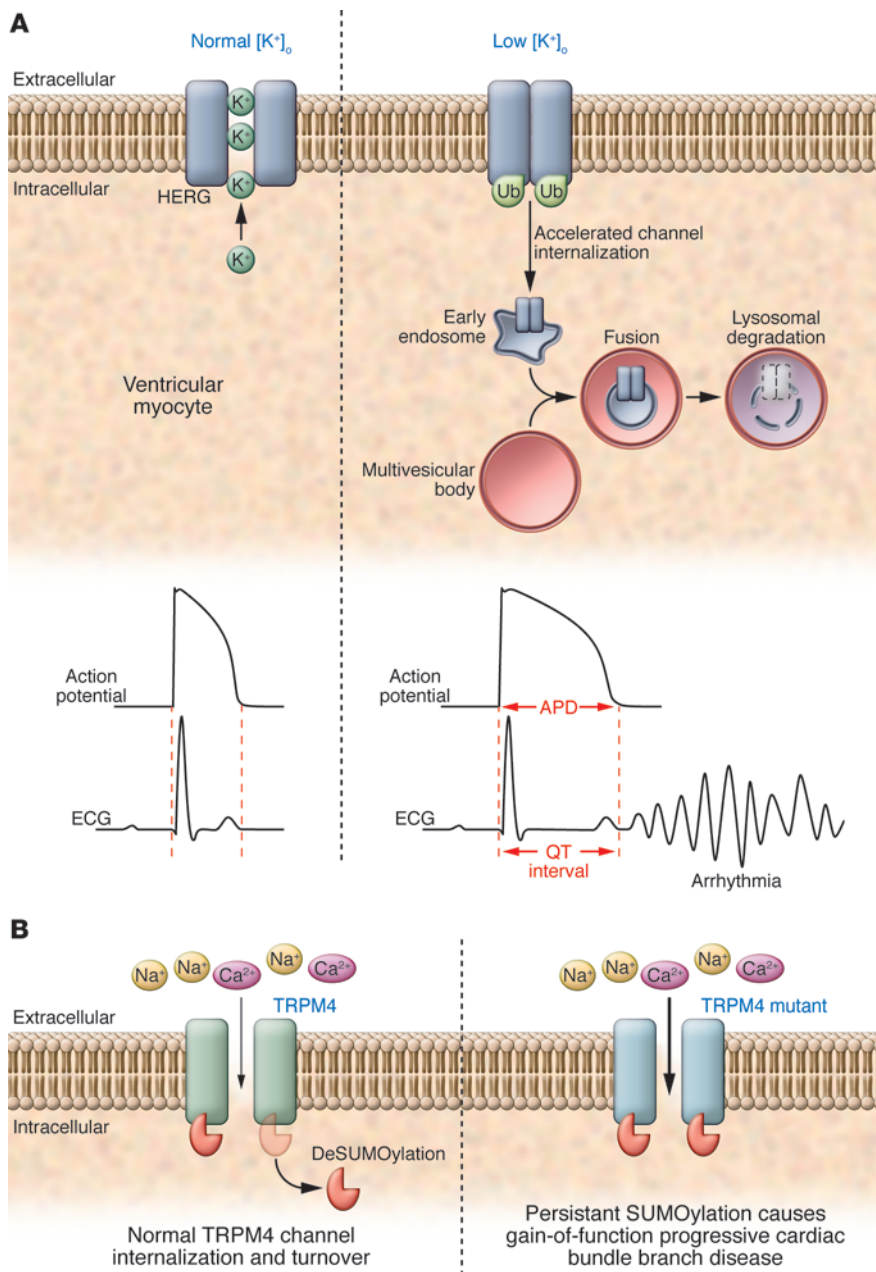 A
Normal [K⁺]ₒ
Low [K⁺]ₒ
Extracellular
K⁺
K⁺
K⁺
Intracellular
HERG
K⁺
Ub
Ub
Accelerated channel
internalization
Early
endosome
Fusion
Lysosomal
degradation
Ventricular
myocyte
Multivesicular
body
Action
potential
Action
potential
APD
ECG
ECG
QT
interval
Arrhythmia
B
Na⁺
Na⁺
Ca²⁺
Na⁺
Ca²⁺
Na⁺
Na⁺
Ca²⁺
Na⁺
Ca²⁺
Extracellular
TRPM4
TRPM4 mutant
Intracellular
DeSUMOylation
Normal TRPM4 channel
internalization and turnover
Persistant SUMOylation causes
gain-of-function progressive cardiac
bundle branch disease